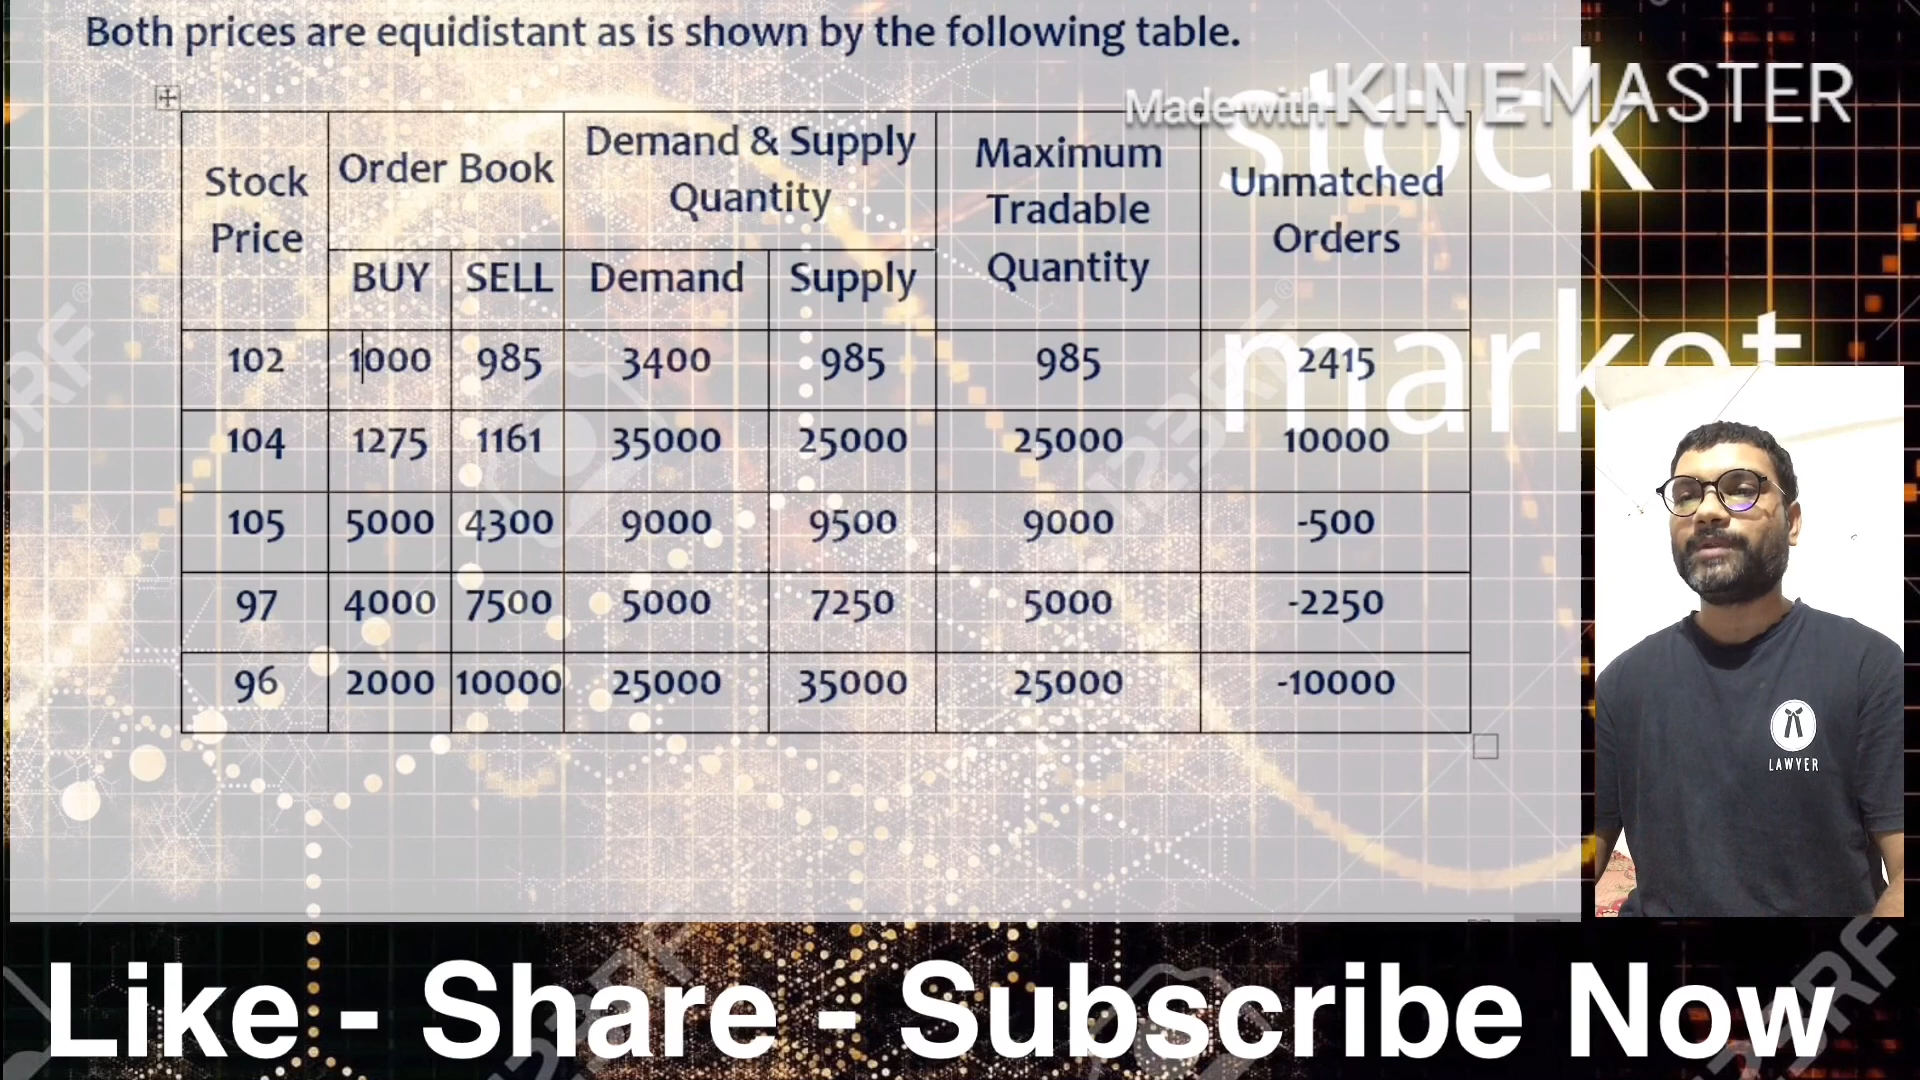 Both prices are equidistant as is shown by the following table.
Made with KINEMASTER
stock
market
Stock Price
Order Book
Demand & Supply Quantity
Maximum Tradable Quantity
Unmatched Orders
BUY SELL Demand Supply
102 1000 985 3400 985 985 2415
104 1275 1161 35000 25000 25000 10000
105 5000 4300 9000 9500 9000 -500
97 4000 7500 5000 7250 5000 -2250
96 2000 10000 25000 35000 25000 -10000
LAWYER
123RF
Like - Share - Subscribe Now